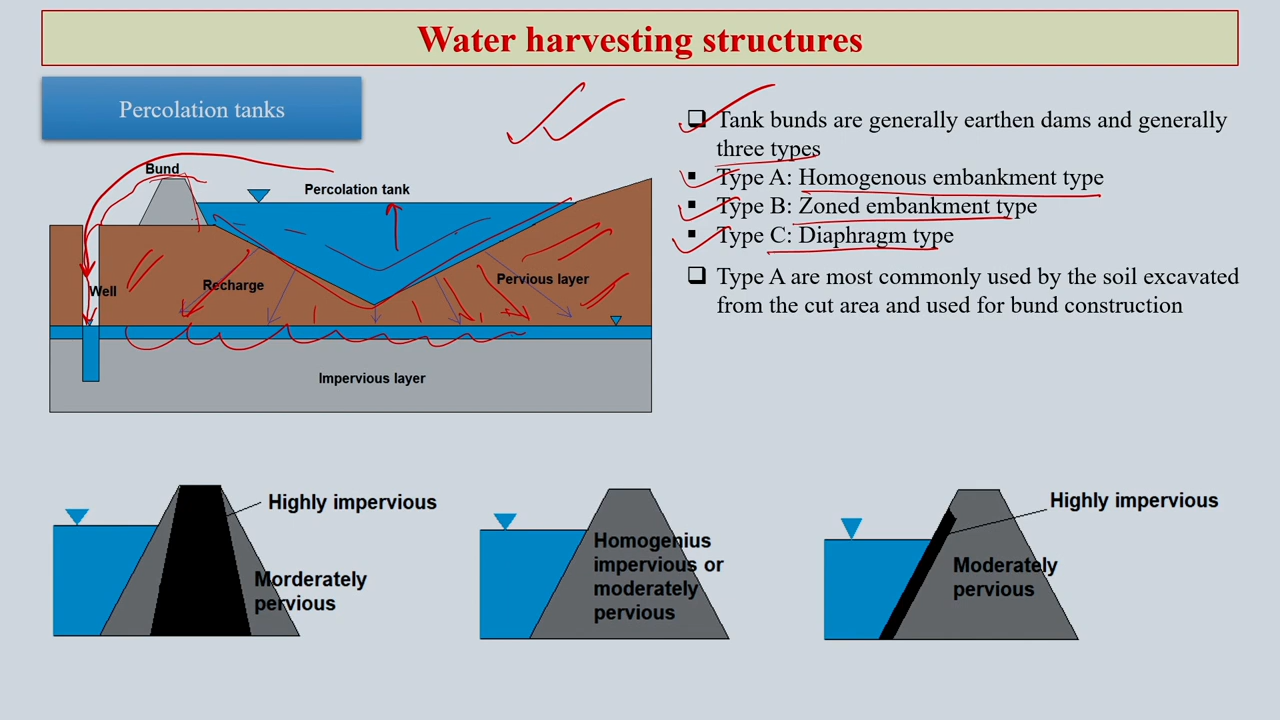 Water harvesting structures
Percolation tanks
Bund
Percolation tank
Well
Recharge
Pervious layer
Impervious layer
❑ Tank bunds are generally earthen dams and generally
three types
▪ Type A: Homogenous embankment type
▪ Type B: Zoned embankment type
▪ Type C: Diaphragm type
❑ Type A are most commonly used by the soil excavated
from the cut area and used for bund construction
Highly impervious
Morderately
pervious
Homogenius
impervious or
moderately
pervious
Highly impervious
Moderately
pervious